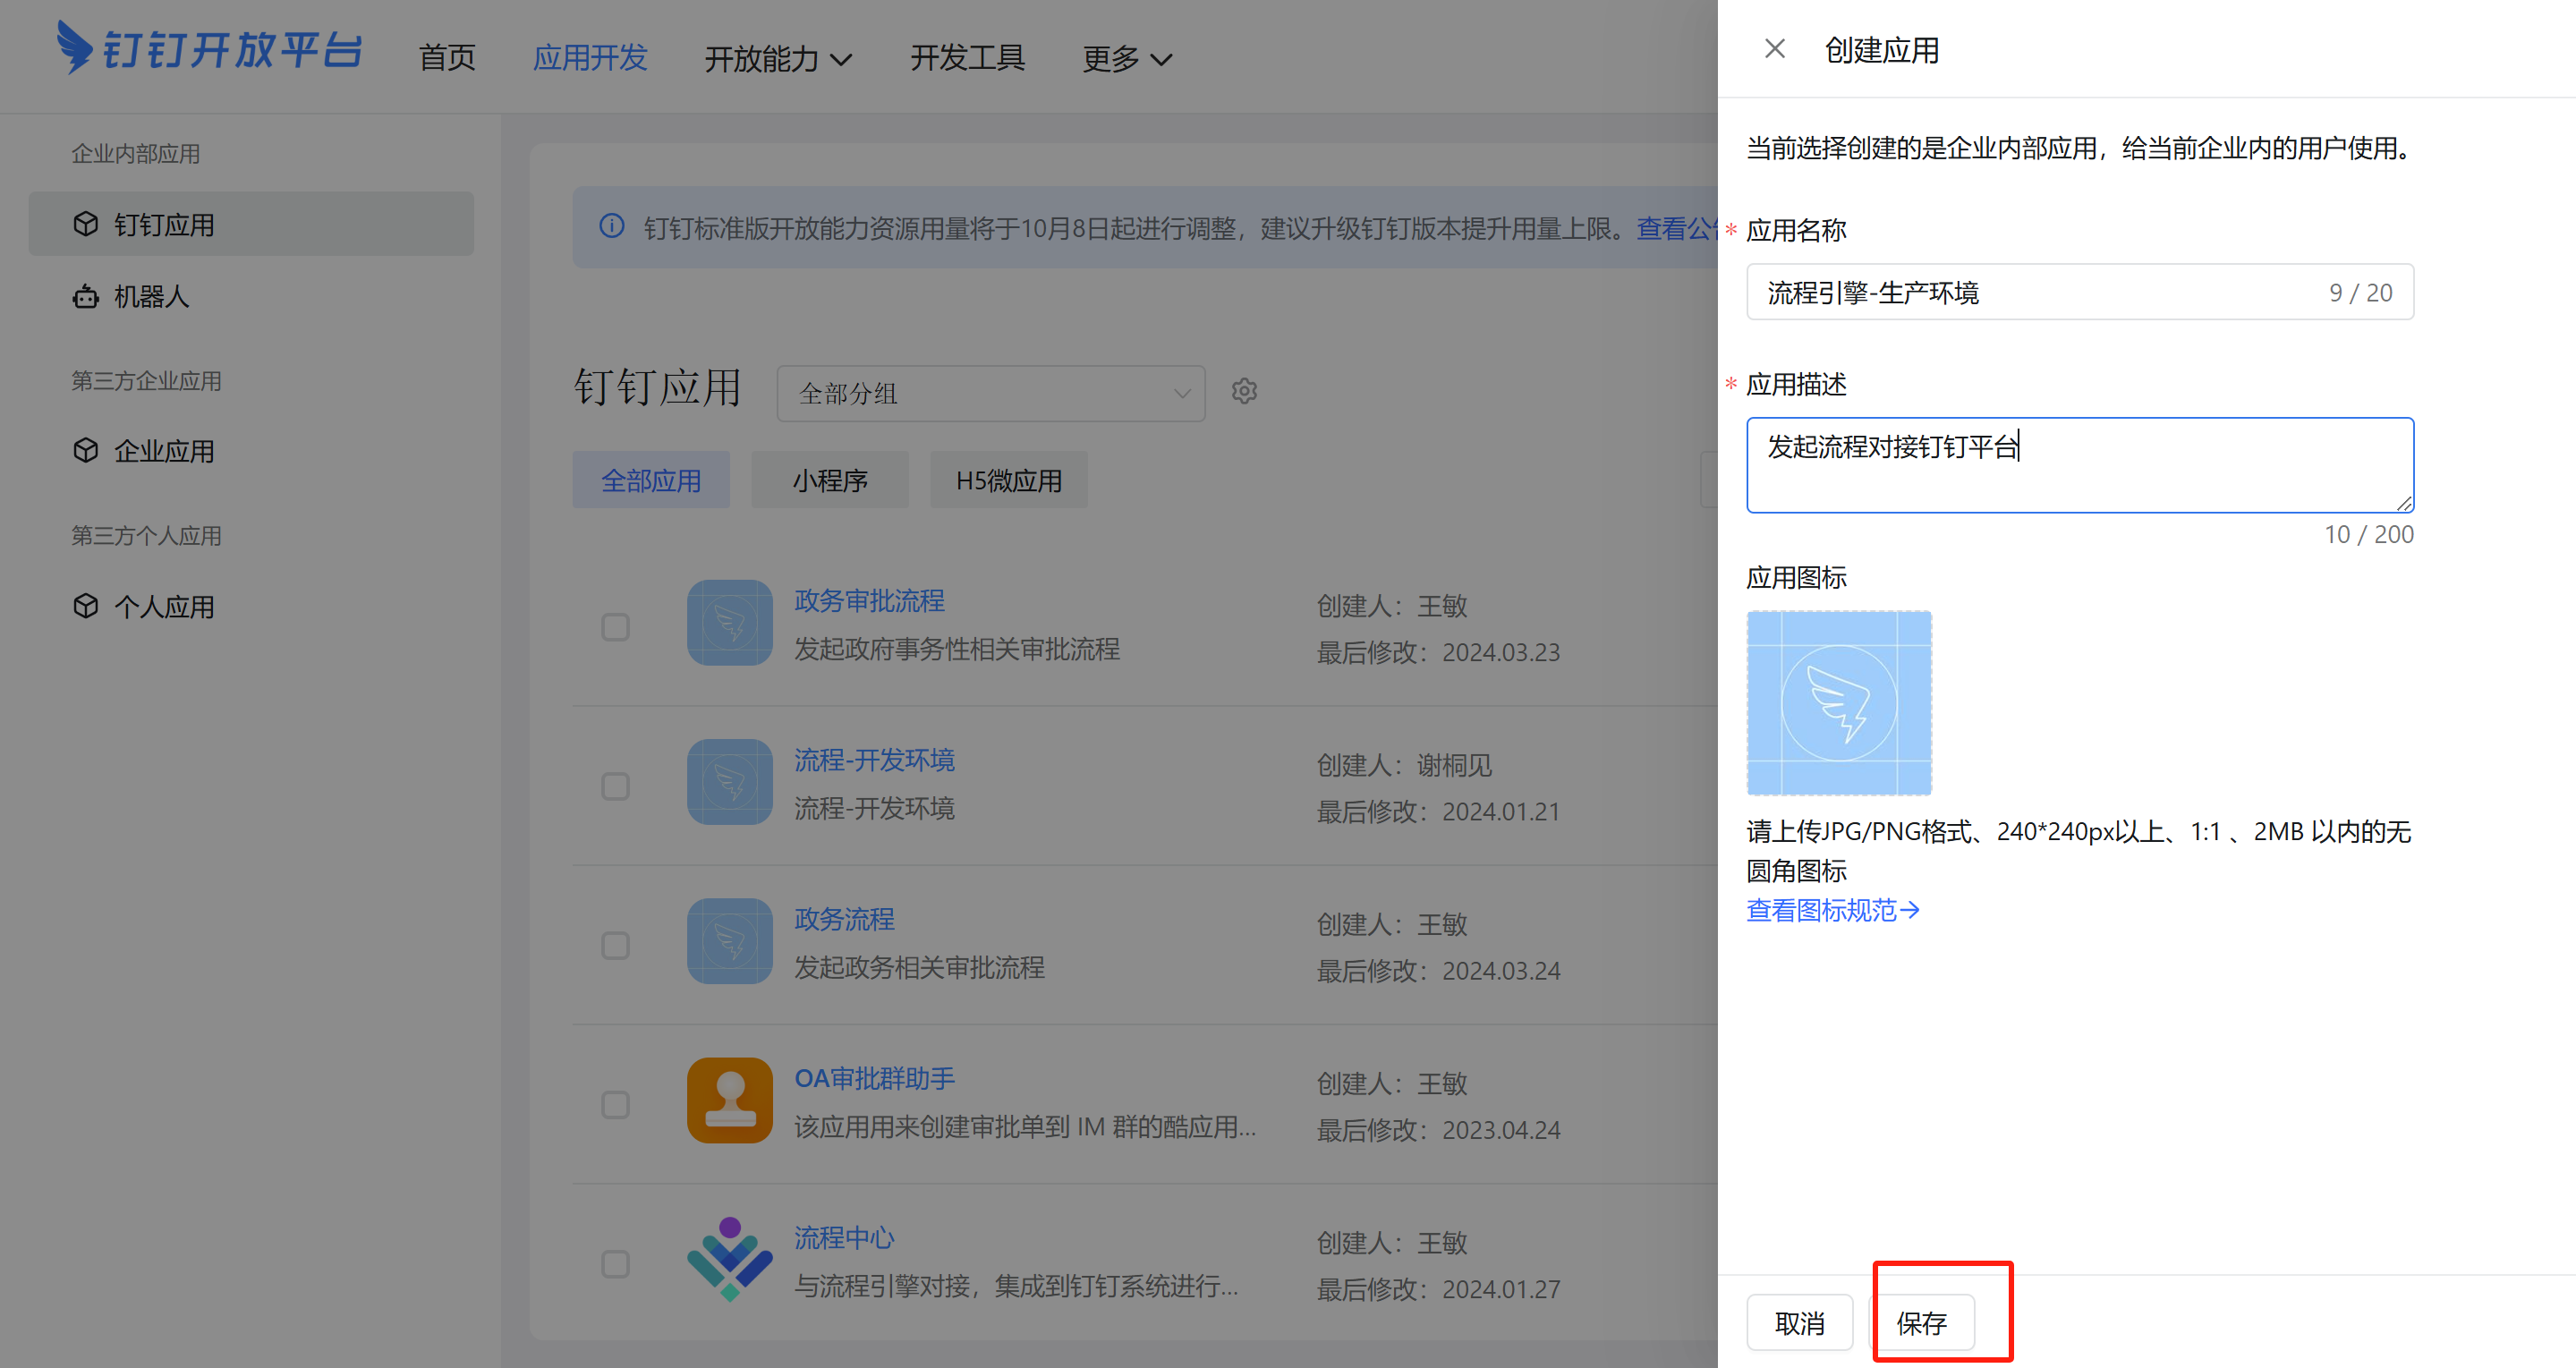 钉钉开放平台
首页
应用开发
开放能力
开发工具
更多
企业内部应用
钉钉应用
机器人
第三方企业应用
企业应用
第三方个人应用
个人应用
钉钉标准版开放能力资源用量将于10月8日起进行调整，建议升级钉钉版本提升用量上限。查看公
钉钉应用
全部分组
全部应用
小程序
H5微应用
政务审批流程
发起政府事务性相关审批流程
创建人：王敏
最后修改：2024.03.23
流程-开发环境
流程-开发环境
创建人：谢桐见
最后修改：2024.01.21
政务流程
发起政务相关审批流程
创建人：王敏
最后修改：2024.03.24
OA审批群助手
该应用用来创建审批单到 IM 群的酷应用...
创建人：王敏
最后修改：2023.04.24
流程中心
与流程引擎对接，集成到钉钉系统进行...
创建人：王敏
最后修改：2024.01.27
创建应用
当前选择创建的是企业内部应用，给当前企业内的用户使用。
* 应用名称
流程引擎-生产环境
9 / 20
* 应用描述
发起流程对接钉钉平台
10 / 200
应用图标
请上传JPG/PNG格式、240*240px以上、1:1 、2MB 以内的无
圆角图标
查看图标规范→
取消
保存